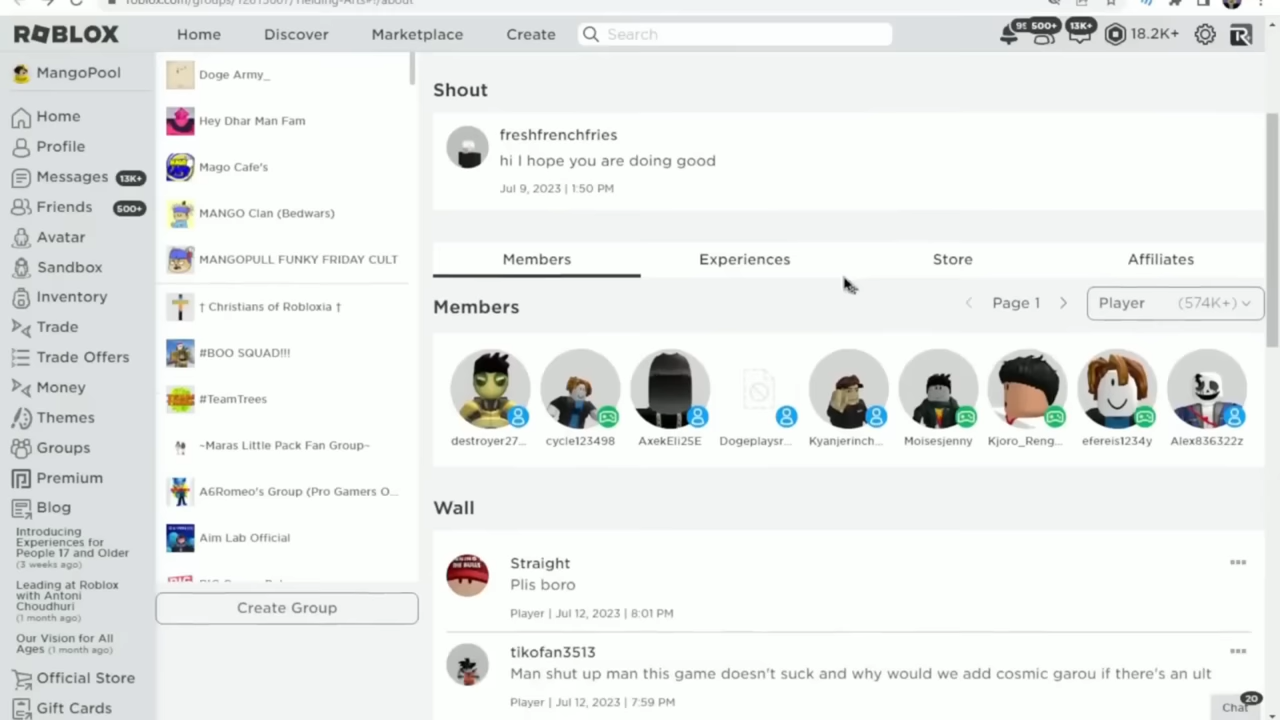 ROBLOX
Home
Discover
Marketplace
Create
Search
500+
13K+
18.2K+
MangoPool
Home
Profile
Messages
13K+
Friends
500+
Avatar
Sandbox
Inventory
Trade
Trade Offers
Money
Themes
Groups
Premium
Blog
Introducing
Experiences for
People 17 and Older
(3 weeks ago)
Leading at Roblox
with Antoni
Choudhuri
(1 month ago)
Our Vision for All
Ages (1 month ago)
Official Store
Gift Cards
Doge Army_
Hey Dhar Man Fam
Mago Cafe's
MANGO Clan (Bedwars)
MANGOPULL FUNKY FRIDAY CULT
† Christians of Robloxia †
#BOO SQUAD!!!
#TeamTrees
~Maras Little Pack Fan Group~
A6Romeo's Group (Pro Gamers O...
Aim Lab Official
Create Group
Shout
freshfrenchfries
hi I hope you are doing good
Jul 9, 2023 | 1:50 PM
Members
Experiences
Store
Affiliates
Members
Page 1
Player (574K+)
destroyer27...
cycle123498
AxekEli25E
Dogeplaysr...
Kyanjerinch...
Moisesjenny
Kjoro_Reng...
efereis1234y
Alex836322z
Wall
Straight
Plis boro
Player | Jul 12, 2023 | 8:01 PM
tikofan3513
Man shut up man this game doesn't suck and why would we add cosmic garou if there's an ult
Player | Jul 12, 2023 | 7:59 PM
Chat
20